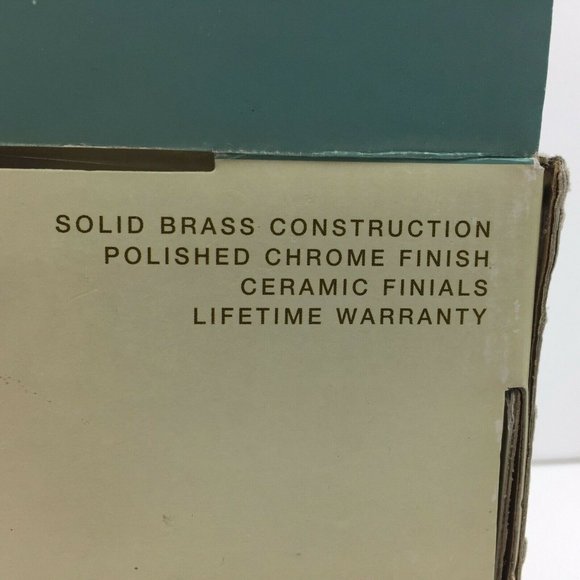 SOLID BRASS CONSTRUCTION
POLISHED CHROME FINISH
CERAMIC FINIALS
LIFETIME WARRANTY